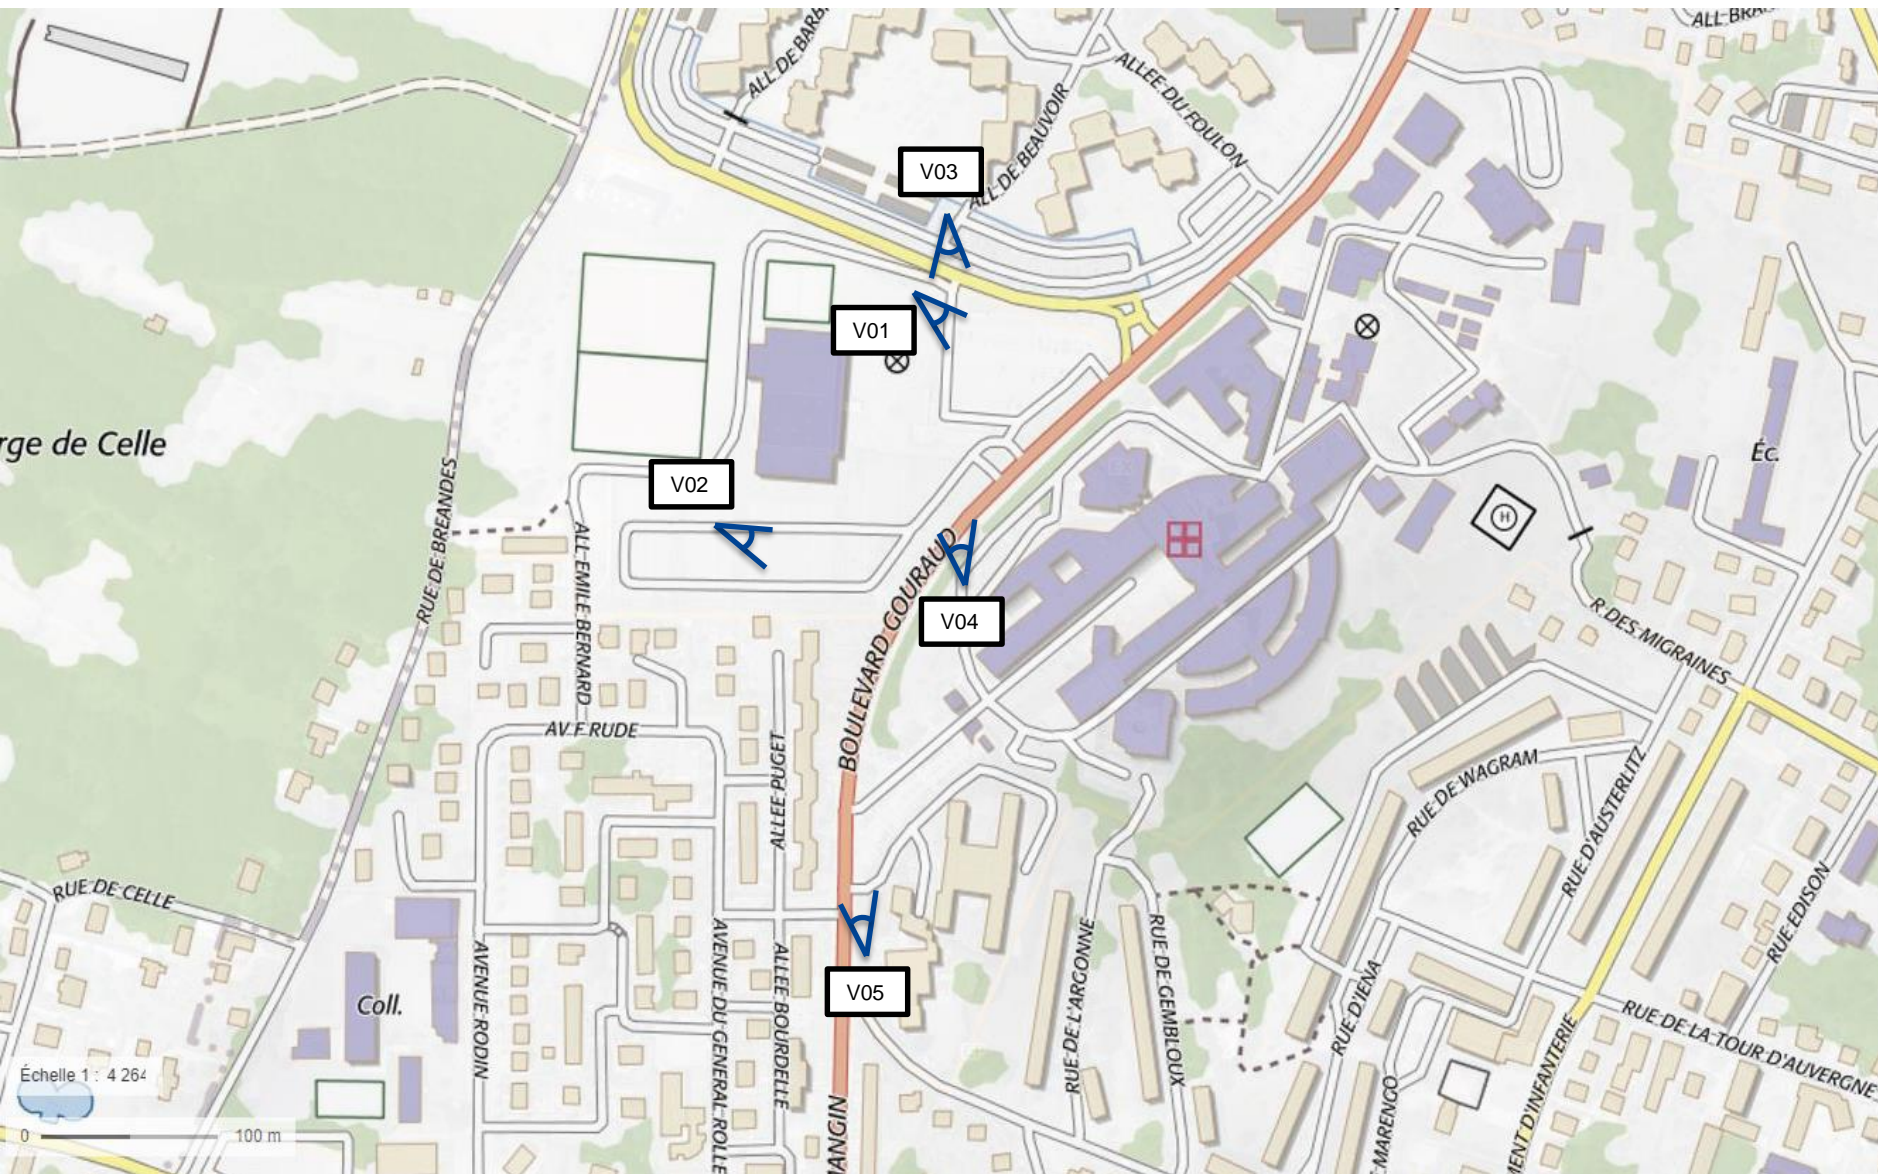 ALL BRA
ALL DE BARB
ALLEE DU FOULON
ALL DE BEAUVOIR
V03
V01
rge de Celle
Éc.
V02
RUE DE BREANDES
ALL EMILE BERNARD
H
BOULEVARD GOURAUD
V04
R DES MIGRAINES
AV F RUDE
ALLEE PUGET
RUE DE WAGRAM
RUE D'AUSTERLITZ
RUE DE CELLE
RUE EDISON
AVENUE RODIN
AVENUE DU GENERAL ROLLE
ALLEE BOURDELLE
V05
RUE DE L'ARGONNE
RUE DE GEMBLOUX
RUE D'IENA
Coll.
RUE DE LA TOUR D'AUVERGNE
Échelle 1 : 4 264
MARENGO
MENT D'INFANTERIE
ANGIN
0 100 m